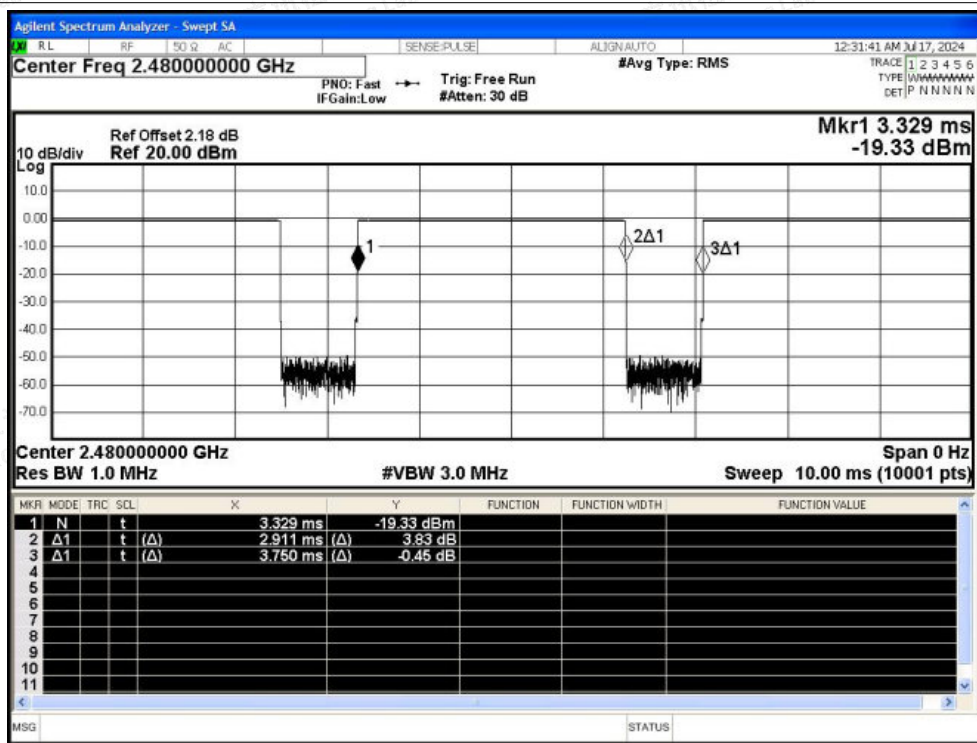 Agilent Spectrum Analyzer - Swept SA
LXI RL RF 50 Ω AC SENSE:PULSE ALIGNAUTO 12:31:41 AM Jul 17, 2024
Center Freq 2.480000000 GHz #Avg Type: RMS TRACE 1 2 3 4 5 6
PNO: Fast Trig: Free Run TYPE WWWWWW
IFGain:Low #Atten: 30 dB DET P N N N N N
Mkr1 3.329 ms
-19.33 dBm
Ref Offset 2.18 dB
10 dB/div Ref 20.00 dBm
Log
10.0
0.00
-10.0
-20.0
-30.0
-40.0
-50.0
-60.0
-70.0
1
2Δ1
3Δ1
Center 2.480000000 GHz Span 0 Hz
Res BW 1.0 MHz #VBW 3.0 MHz Sweep 10.00 ms (10001 pts)
MKR MODE TRC SCL X Y FUNCTION FUNCTION WIDTH FUNCTION VALUE
1 N t 3.329 ms -19.33 dBm
2 Δ1 t (Δ) 2.911 ms (Δ) 3.83 dB
3 Δ1 t (Δ) 3.750 ms (Δ) -0.45 dB
4
5
6
7
8
9
10
11
MSG STATUS